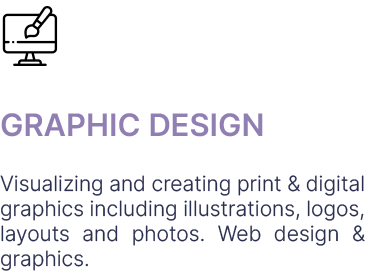 GRAPHIC DESIGN
Visualizing and creating print & digital
graphics including illustrations, logos,
layouts and photos. Web design &
graphics.